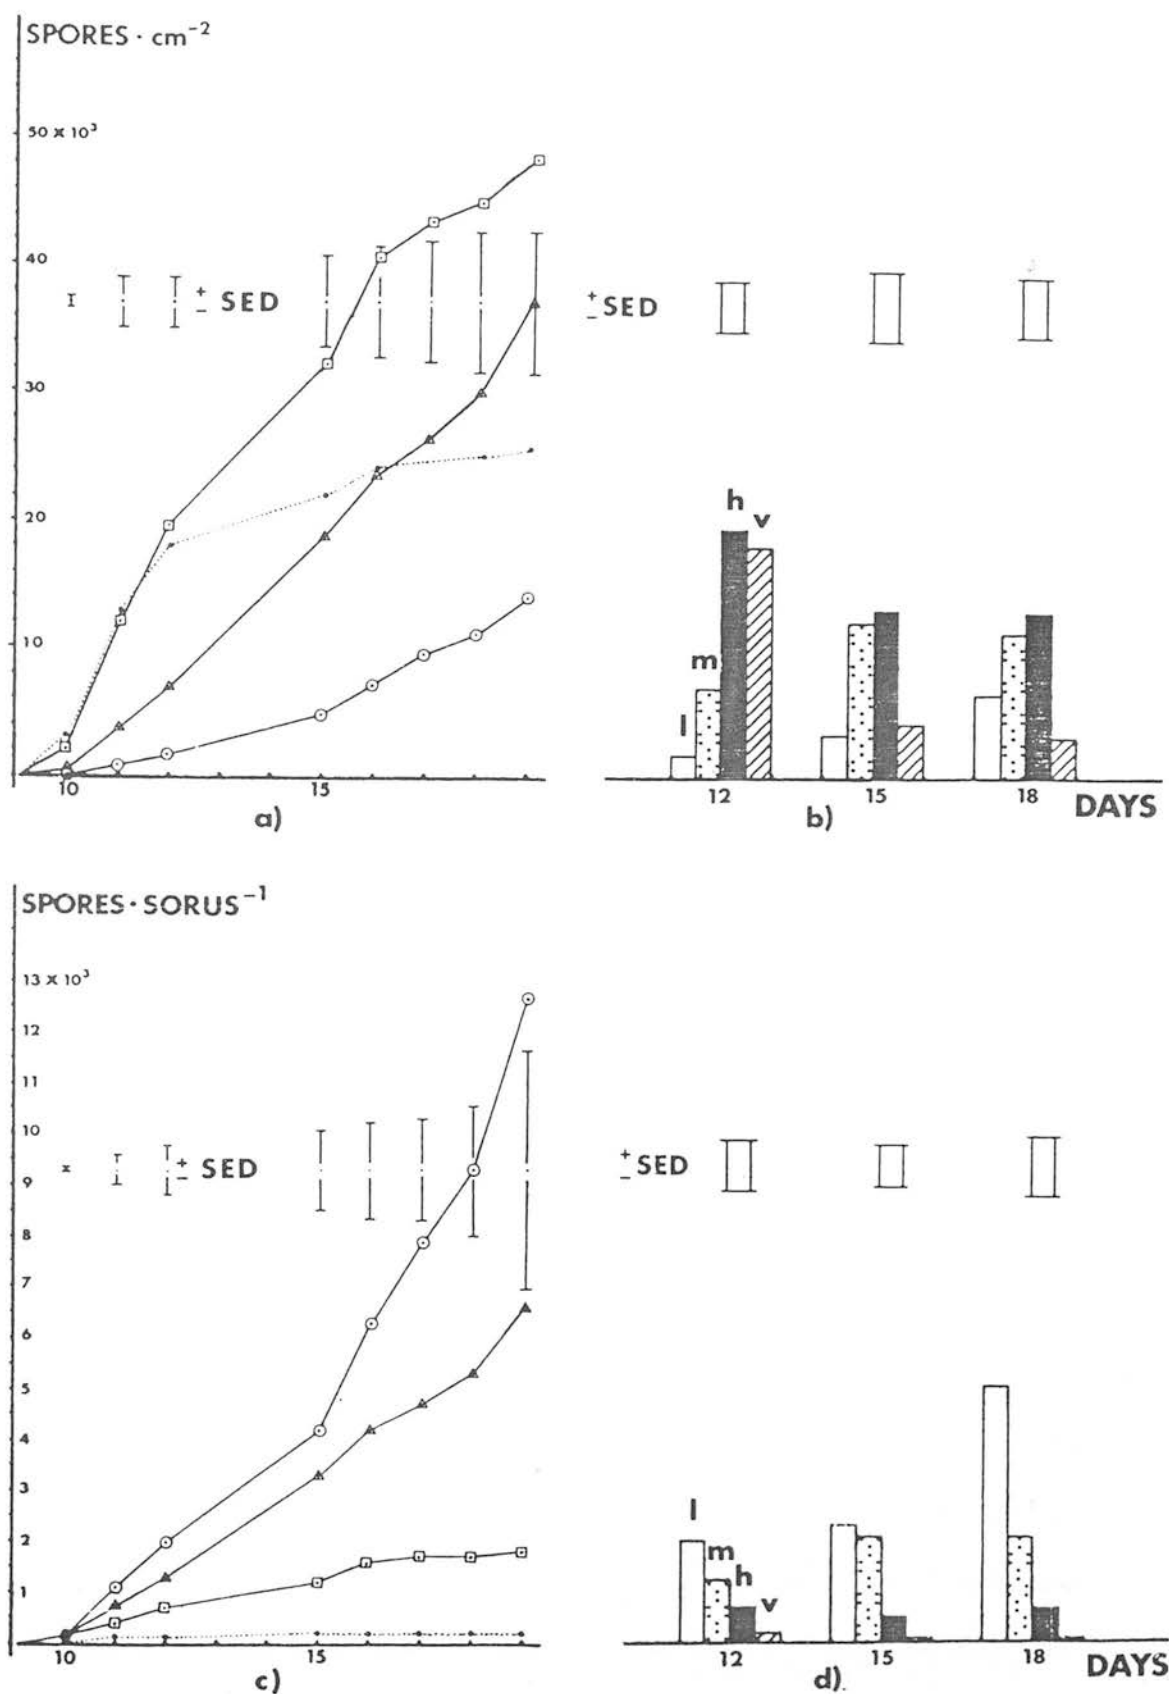 SPORES · cm⁻²
50 × 10³
40
± SED
± SED
30
20
h
v
m
10
l
10
15
12
15
18
DAYS
a)
b)
SPORES · SORUS⁻¹
13 × 10³
12
11
10
± SED
± SED
9
8
7
6
5
4
3
l
2
m
h
v
1
10
15
12
15
18
DAYS
c)
d).